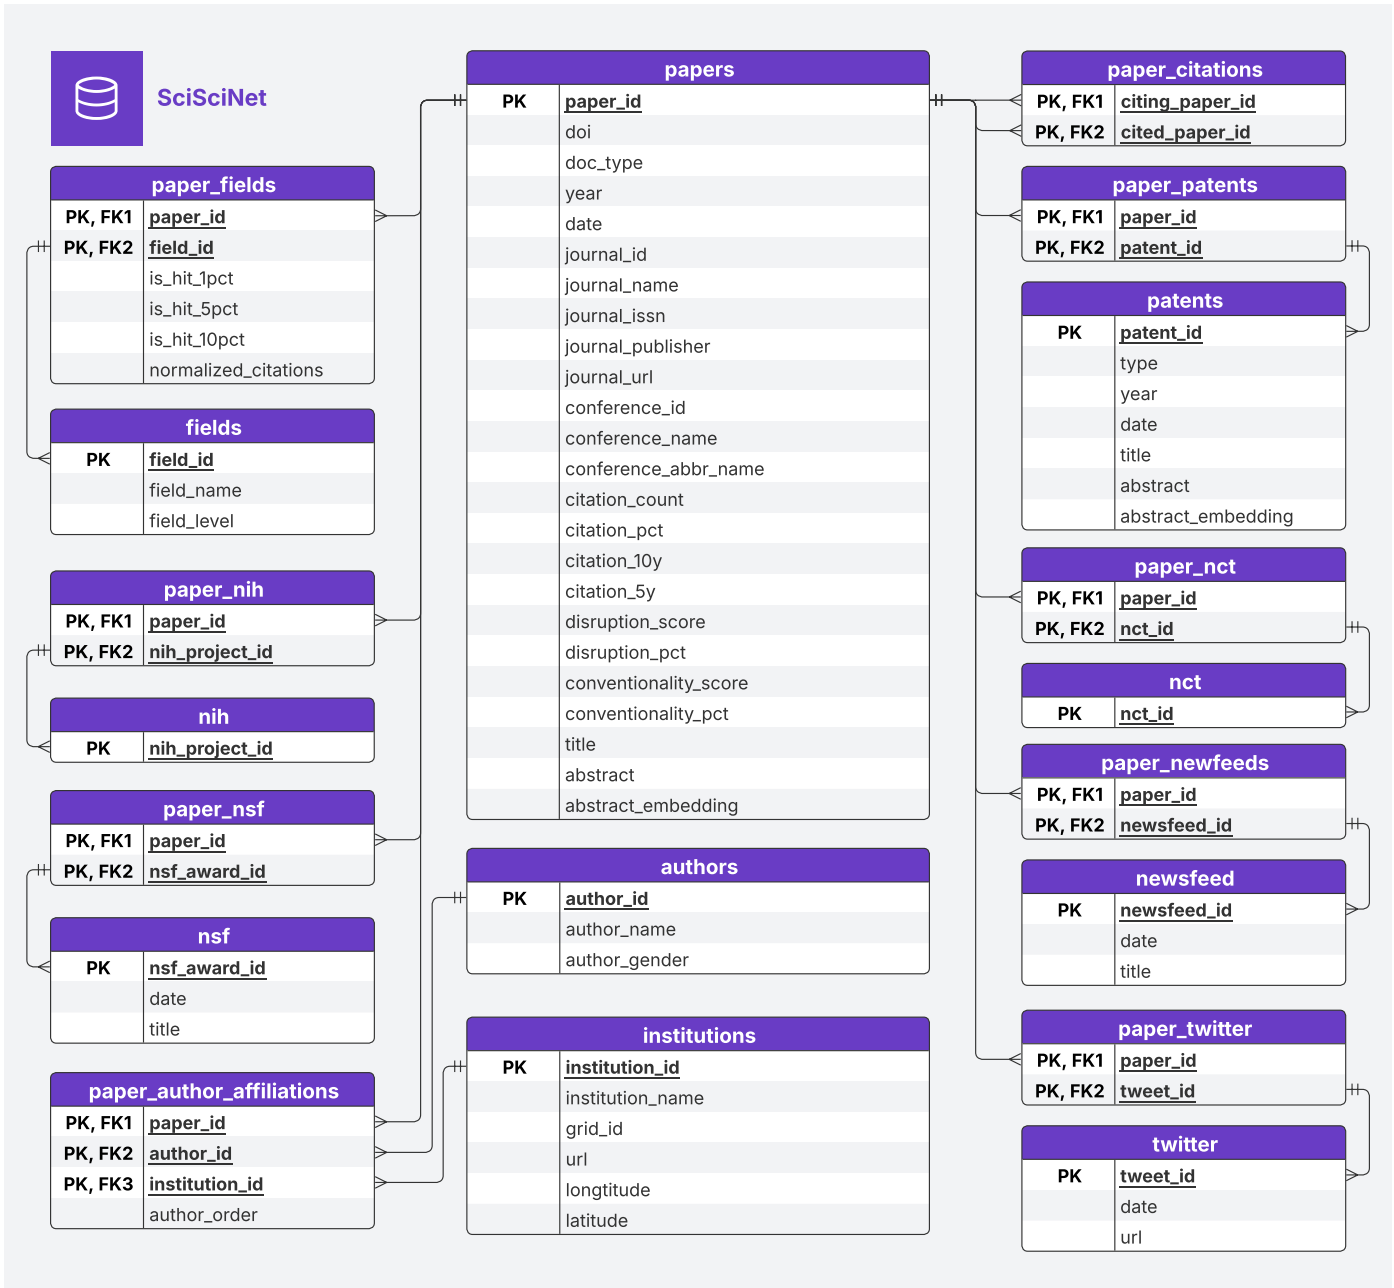 SciSciNet
paper_fields
PK, FK1 paper_id
PK, FK2 field_id
is_hit_1pct
is_hit_5pct
is_hit_10pct
normalized_citations
fields
PK field_id
field_name
field_level
paper_nih
PK, FK1 paper_id
PK, FK2 nih_project_id
nih
PK nih_project_id
paper_nsf
PK, FK1 paper_id
PK, FK2 nsf_award_id
nsf
PK nsf_award_id
date
title
paper_author_affiliations
PK, FK1 paper_id
PK, FK2 author_id
PK, FK3 institution_id
author_order
papers
PK paper_id
doi
doc_type
year
date
journal_id
journal_name
journal_issn
journal_publisher
journal_url
conference_id
conference_name
conference_abbr_name
citation_count
citation_pct
citation_10y
citation_5y
disruption_score
disruption_pct
conventionality_score
conventionality_pct
title
abstract
abstract_embedding
authors
PK author_id
author_name
author_gender
institutions
PK institution_id
institution_name
grid_id
url
longtitude
latitude
paper_citations
PK, FK1 citing_paper_id
PK, FK2 cited_paper_id
paper_patents
PK, FK1 paper_id
PK, FK2 patent_id
patents
PK patent_id
type
year
date
title
abstract
abstract_embedding
paper_nct
PK, FK1 paper_id
PK, FK2 nct_id
nct
PK nct_id
paper_newfeeds
PK, FK1 paper_id
PK, FK2 newsfeed_id
newsfeed
PK newsfeed_id
date
title
paper_twitter
PK, FK1 paper_id
PK, FK2 tweet_id
twitter
PK tweet_id
date
url